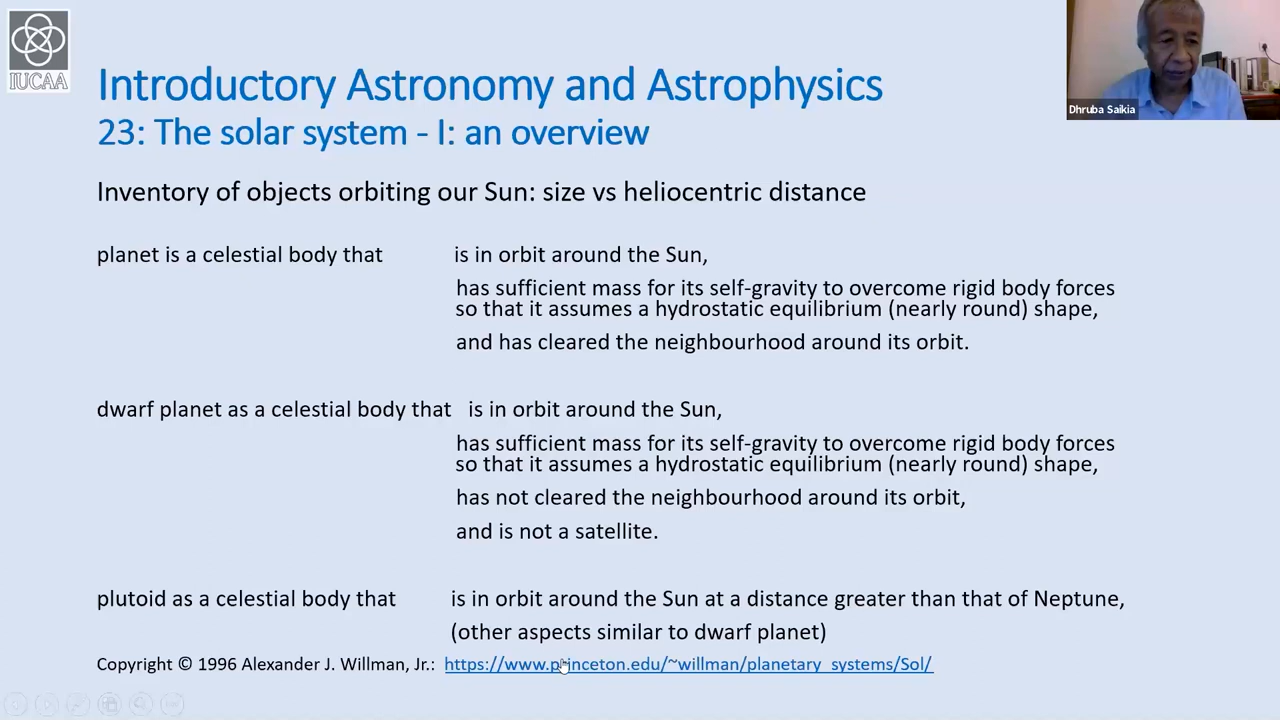 IUCAA
Dhruba Saikia
Introductory Astronomy and Astrophysics
23: The solar system - I: an overview
Inventory of objects orbiting our Sun: size vs heliocentric distance
planet is a celestial body that is in orbit around the Sun,
has sufficient mass for its self-gravity to overcome rigid body forces
so that it assumes a hydrostatic equilibrium (nearly round) shape,
and has cleared the neighbourhood around its orbit.
dwarf planet as a celestial body that is in orbit around the Sun,
has sufficient mass for its self-gravity to overcome rigid body forces
so that it assumes a hydrostatic equilibrium (nearly round) shape,
has not cleared the neighbourhood around its orbit,
and is not a satellite.
plutoid as a celestial body that is in orbit around the Sun at a distance greater than that of Neptune,
(other aspects similar to dwarf planet)
Copyright © 1996 Alexander J. Willman, Jr.: https://www.princeton.edu/~willman/planetary_systems/Sol/